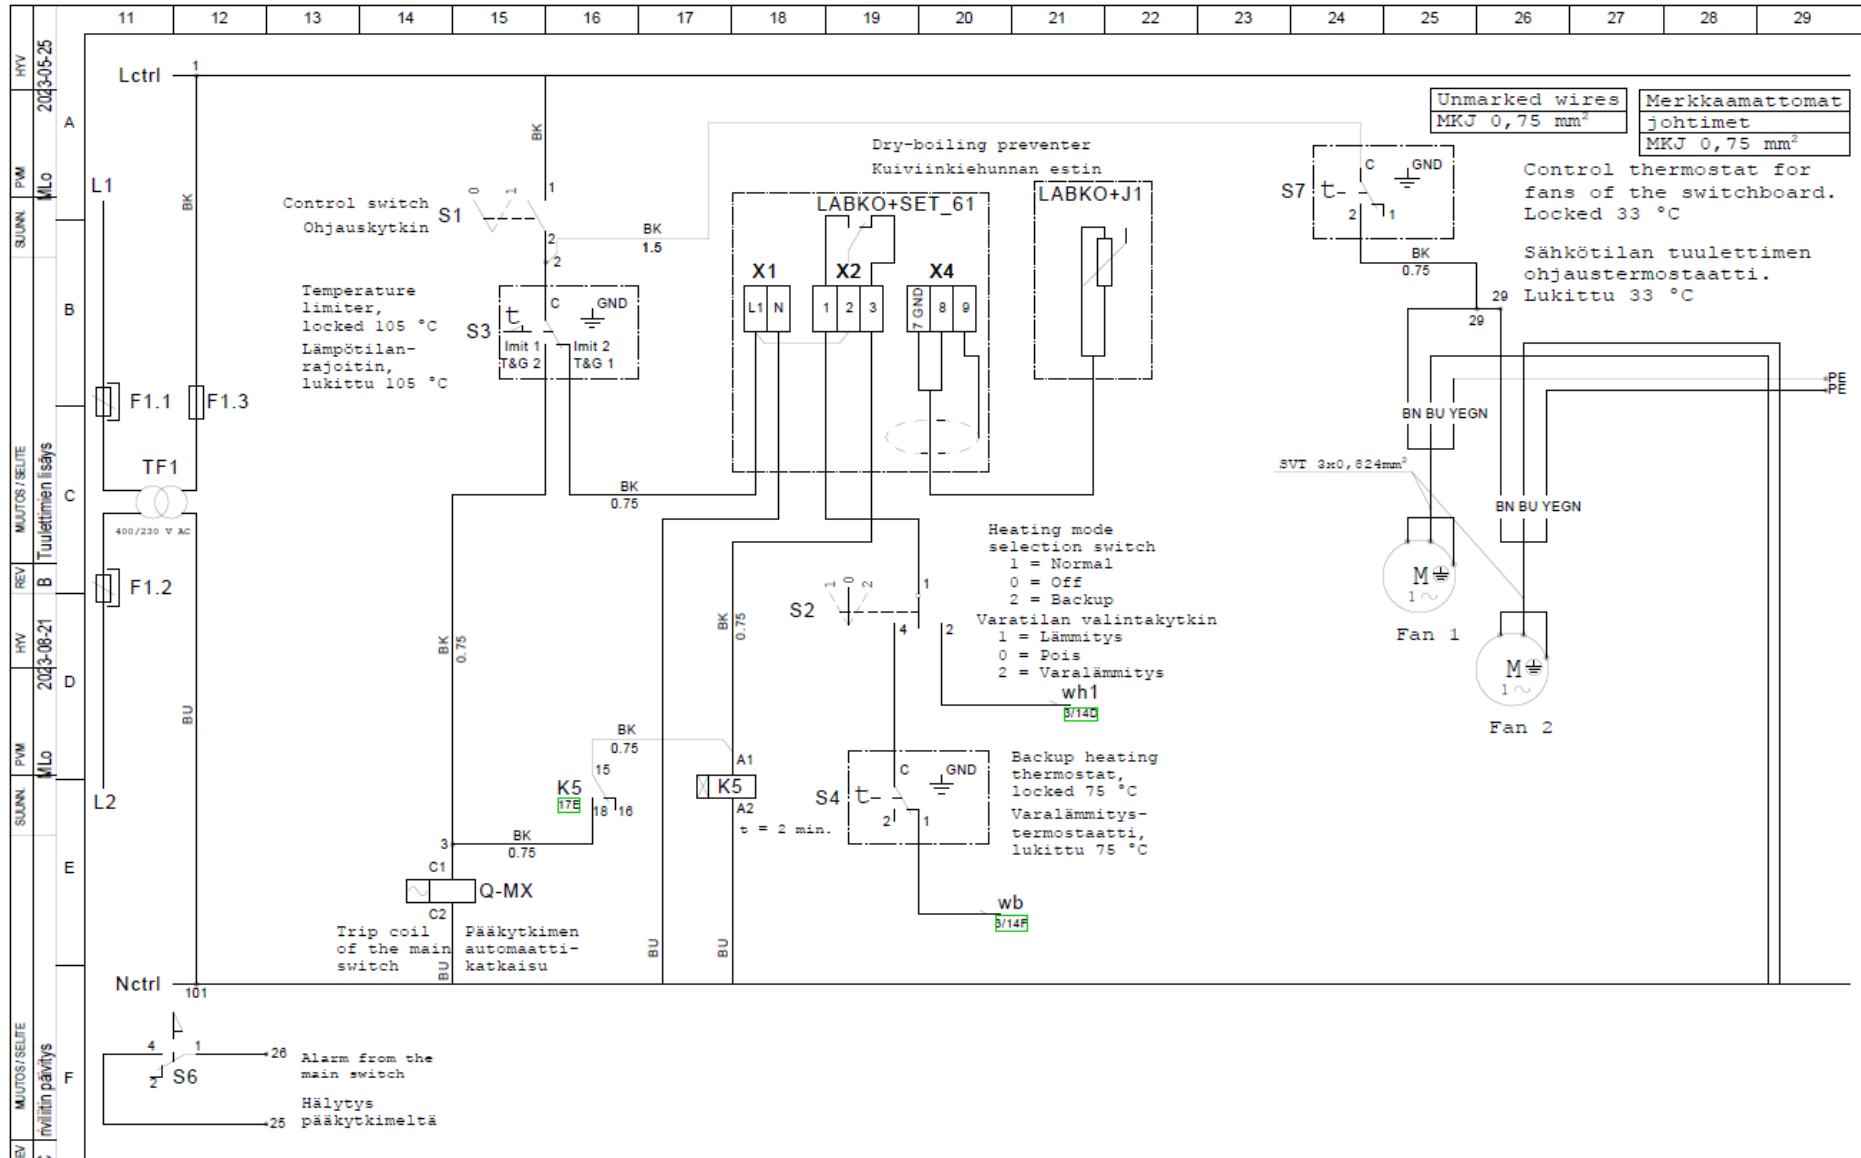 11 12 13 14 15 16 17 18 19 20 21 22 23 24 25 26 27 28 29
HYV
2023-05-25
PVM
MLo
SUUNN.
MUUTOS / SELITE
Tuulettimien lisäys
REV
B
HYV
2023-08-21
PVM
MLo
SUUNN.
MUUTOS / SELITE
riviliitin päivitys
A
B
C
D
E
F
Lctrl
1
BK
L1
F1.1
F1.3
TF1
400/230 V AC
F1.2
BU
L2
Nctrl
101
4
1
2
S6
26
25
Alarm from the
main switch
Hälytys
pääkytkimeltä
BK
Control switch
Ohjauskytkin
S1
0
1
1
2
2
BK
1.5
Temperature
limiter,
locked 105 °C
Lämpötilan-
rajoitin,
lukittu 105 °C
S3
t
C
GND
lmit 1
T&G 2
lmit 2
T&G 1
BK
0.75
BK
0.75
BK
0.75
15
K5
17E
18
16
BK
0.75
3
C1
Q-MX
C2
Trip coil
of the main
switch
Pääkytkimen
automaatti-
katkaisu
BU
BU
BU
BK
0.75
A1
K5
A2
t = 2 min.
Dry-boiling preventer
Kuiviinkiehunnan estin
LABKO+SET_61
X1
X2
X4
L1
N
1
2
3
7 GND
8
9
LABKO+J1
Heating mode
selection switch
1 = Normal
0 = Off
2 = Backup
Varatilan valintakytkin
1 = Lämmitys
0 = Pois
2 = Varalämmitys
S2
1
0
2
1
4
2
wh1
3/14D
S4
t
C
GND
2
1
Backup heating
thermostat,
locked 75 °C
Varalämmitys-
termostaatti,
lukittu 75 °C
wb
3/14F
Unmarked wires
MKJ 0,75 mm²
Merkkaamattomat
johtimet
MKJ 0,75 mm²
S7
t
C
GND
2
1
Control thermostat for
fans of the switchboard.
Locked 33 °C
Sähkötilan tuulettimen
ohjaustermostaatti.
Lukittu 33 °C
BK
0.75
29
29
PE
PE
BN BU YEGN
SVT 3x0,824mm²
BN BU YEGN
M
1 ~
Fan 1
M
1 ~
Fan 2